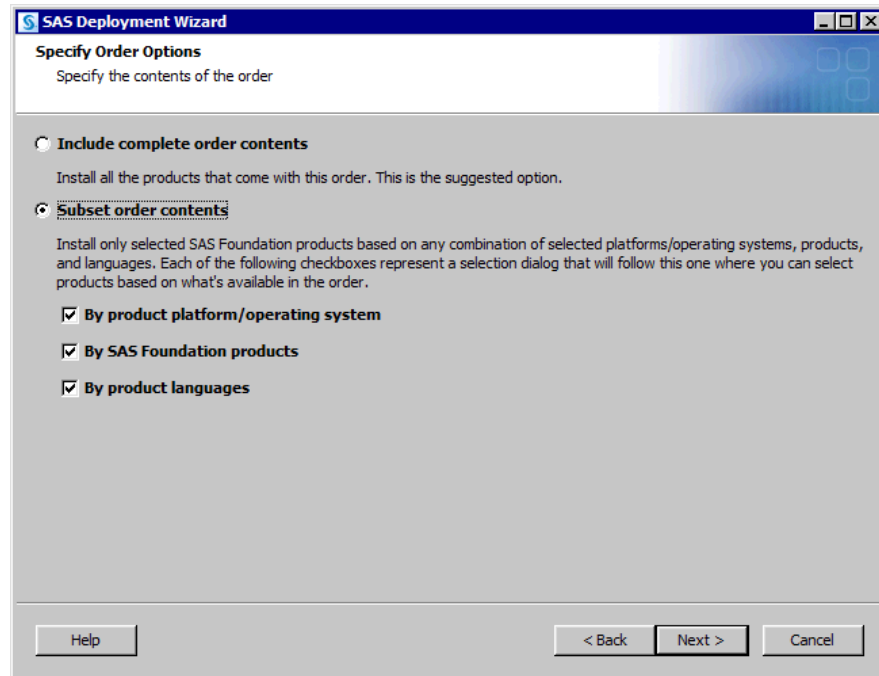 SAS Deployment Wizard
Specify Order Options
Specify the contents of the order
Include complete order contents
Install all the products that come with this order. This is the suggested option.
Subset order contents
Install only selected SAS Foundation products based on any combination of selected platforms/operating systems, products,
and languages. Each of the following checkboxes represent a selection dialog that will follow this one where you can select
products based on what's available in the order.
By product platform/operating system
By SAS Foundation products
By product languages
Help
< Back
Next >
Cancel